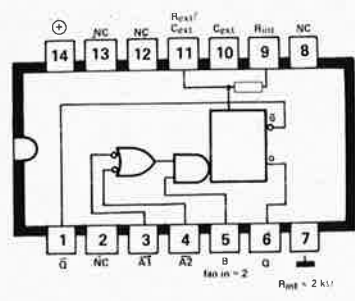 ⊕ NC NC Rext/ Cext Cext Rint NC
14 13 12 11 10 9 8
Q̅
Q
1 2 3 4 5 6 7
Q̅ NC A1 A2 B Q
fan in = 2
Rint = 2 kΩ